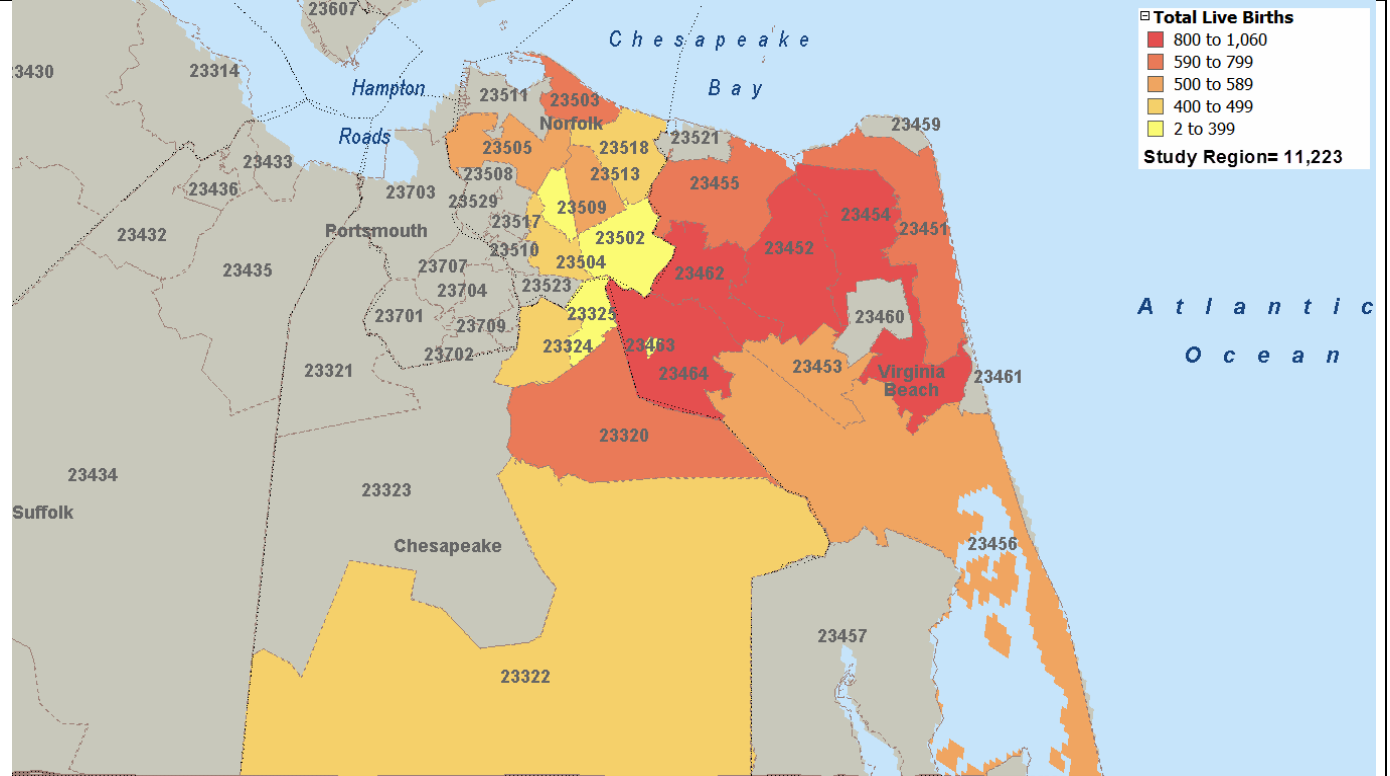 23607
Chesapeake
Bay
Total Live Births
800 to 1,060
590 to 799
500 to 589
400 to 499
2 to 399
Study Region= 11,223
23430
23314
Hampton
Roads
23511
23503
Norfolk
23459
23521
23505
23518
23433
23436
23508
23513
23455
23703
23529
23509
23454
23432
Portsmouth
23517
23451
23510
23502
23452
23435
23707
23504
23462
23704
23523
23701
23709
23325
23460
Atlantic
Ocean
23702
23324
23463
23321
23464
23453
Virginia
Beach
23461
23320
23434
23323
Suffolk
Chesapeake
23456
23457
23322